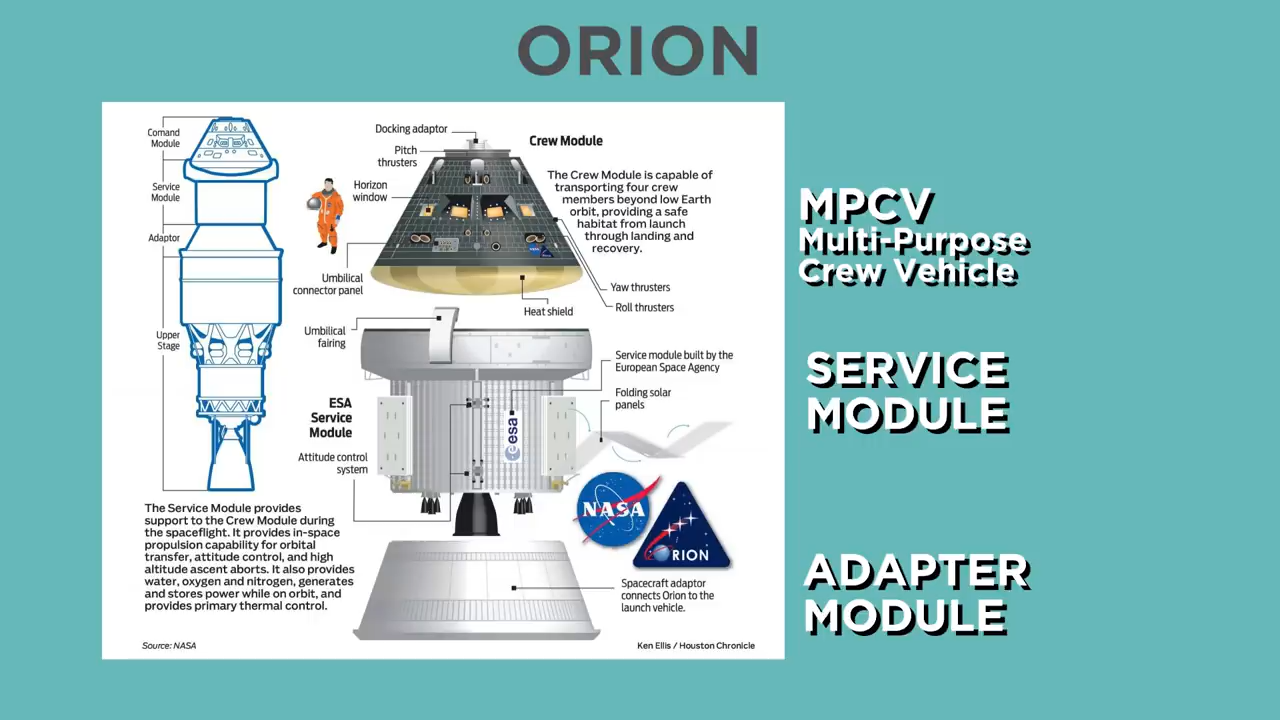 ORION
Comand
Module
Service
Module
Adaptor
Upper
Stage
Docking adaptor
Pitch
thrusters
Horizon
window
Umbilical
connector panel
Crew Module
The Crew Module is capable of
transporting four crew
members beyond low Earth
orbit, providing a safe
habitat from launch
through landing and
recovery.
Yaw thrusters
Roll thrusters
Heat shield
Umbilical
fairing
Service module built by the
European Space Agency
Folding solar
panels
ESA
Service
Module
Attitude control
system
esa
NASA
ORION
The Service Module provides
support to the Crew Module during
the spaceflight. It provides in-space
propulsion capability for orbital
transfer, attitude control, and high
altitude ascent aborts. It also provides
water, oxygen and nitrogen, generates
and stores power while on orbit, and
provides primary thermal control.
Spacecraft adaptor
connects Orion to the
launch vehicle.
Source: NASA
Ken Ellis / Houston Chronicle
MPCV
Multi-Purpose
Crew Vehicle
SERVICE
MODULE
ADAPTER
MODULE